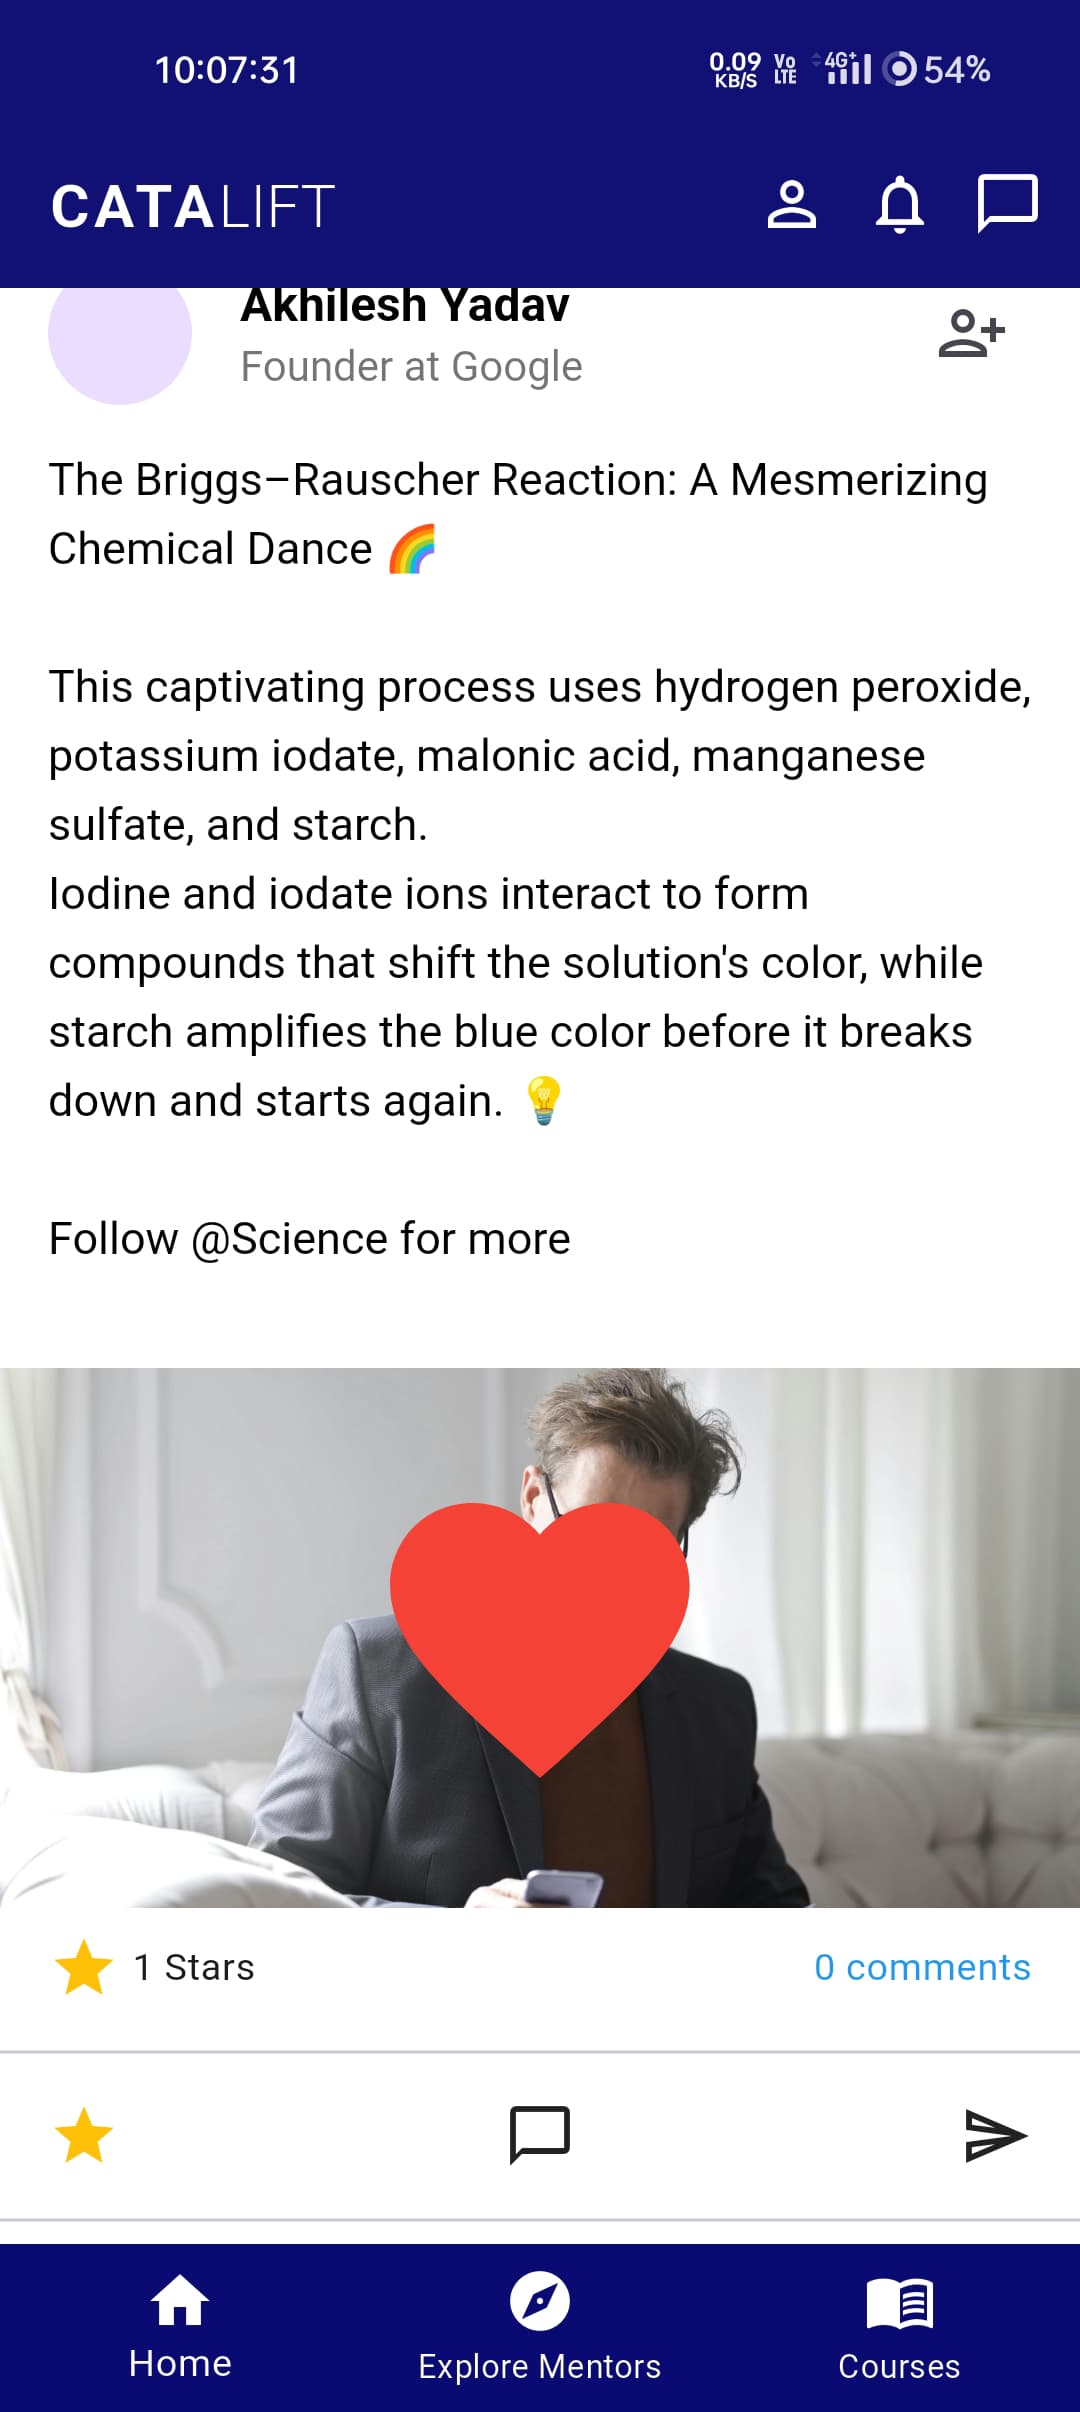 10:07:31
0.09 KB/S Vo LTE 4G+ 54%
CATALIFT
Akhilesh Yadav
Founder at Google
The Briggs–Rauscher Reaction: A Mesmerizing
Chemical Dance 🌈
This captivating process uses hydrogen peroxide,
potassium iodate, malonic acid, manganese
sulfate, and starch.
Iodine and iodate ions interact to form
compounds that shift the solution's color, while
starch amplifies the blue color before it breaks
down and starts again. 💡
Follow @Science for more
1 Stars
0 comments
Home
Explore Mentors
Courses